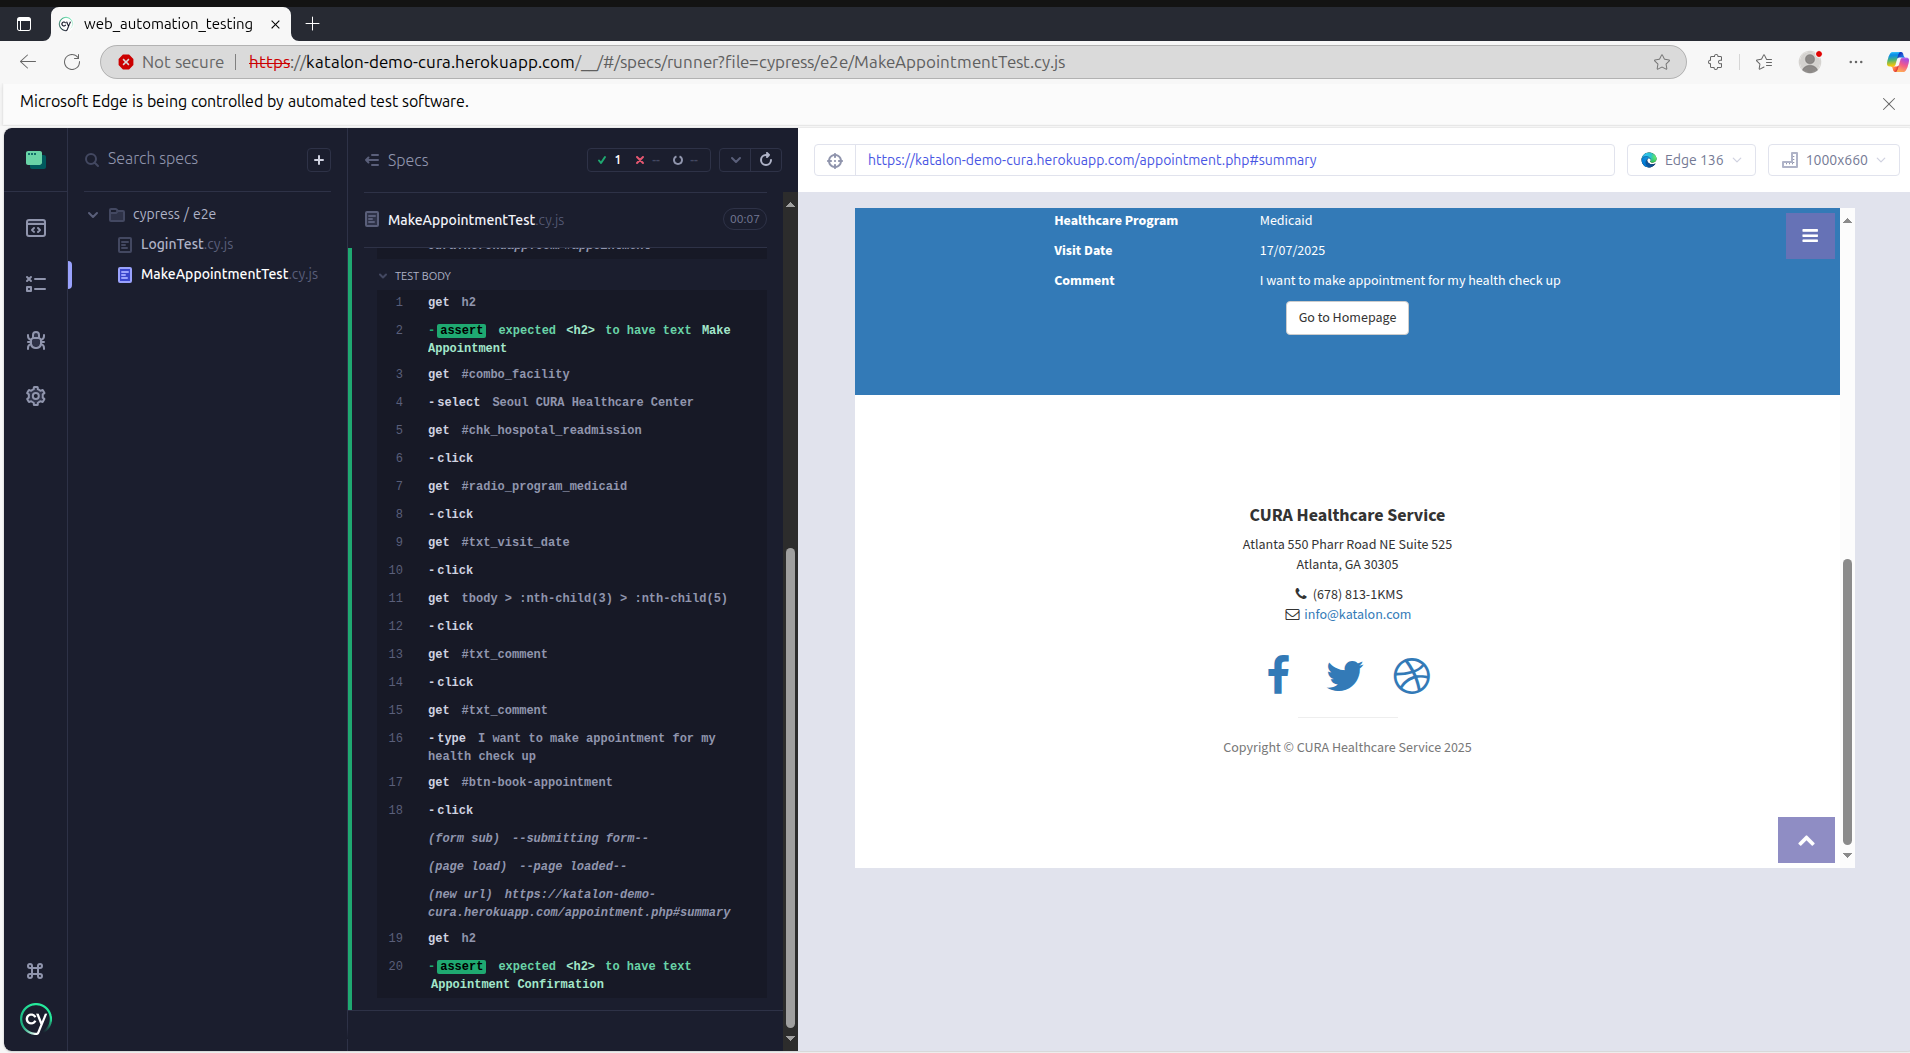 web_automation_testing
Not secure
https://katalon-demo-cura.herokuapp.com/__/#/specs/runner?file=cypress/e2e/MakeAppointmentTest.cy.js
Microsoft Edge is being controlled by automated test software.
Search specs
cypress / e2e
LoginTest.cy.js
MakeAppointmentTest.cy.js
cy
Specs
1 -- --
MakeAppointmentTest.cy.js
00:07
TEST BODY
1 get h2
2 -assert expected <h2> to have text Make
Appointment
3 get #combo_facility
4 -select Seoul CURA Healthcare Center
5 get #chk_hospotal_readmission
6 -click
7 get #radio_program_medicaid
8 -click
9 get #txt_visit_date
10 -click
11 get tbody > :nth-child(3) > :nth-child(5)
12 -click
13 get #txt_comment
14 -click
15 get #txt_comment
16 -type I want to make appointment for my
health check up
17 get #btn-book-appointment
18 -click
(form sub) --submitting form--
(page load) --page loaded--
(new url) https://katalon-demo-
cura.herokuapp.com/appointment.php#summary
19 get h2
20 -assert expected <h2> to have text
Appointment Confirmation
https://katalon-demo-cura.herokuapp.com/appointment.php#summary
Edge 136
1000x660
Healthcare Program Medicaid
Visit Date 17/07/2025
Comment I want to make appointment for my health check up
Go to Homepage
CURA Healthcare Service
Atlanta 550 Pharr Road NE Suite 525
Atlanta, GA 30305
(678) 813-1KMS
info@katalon.com
Copyright © CURA Healthcare Service 2025